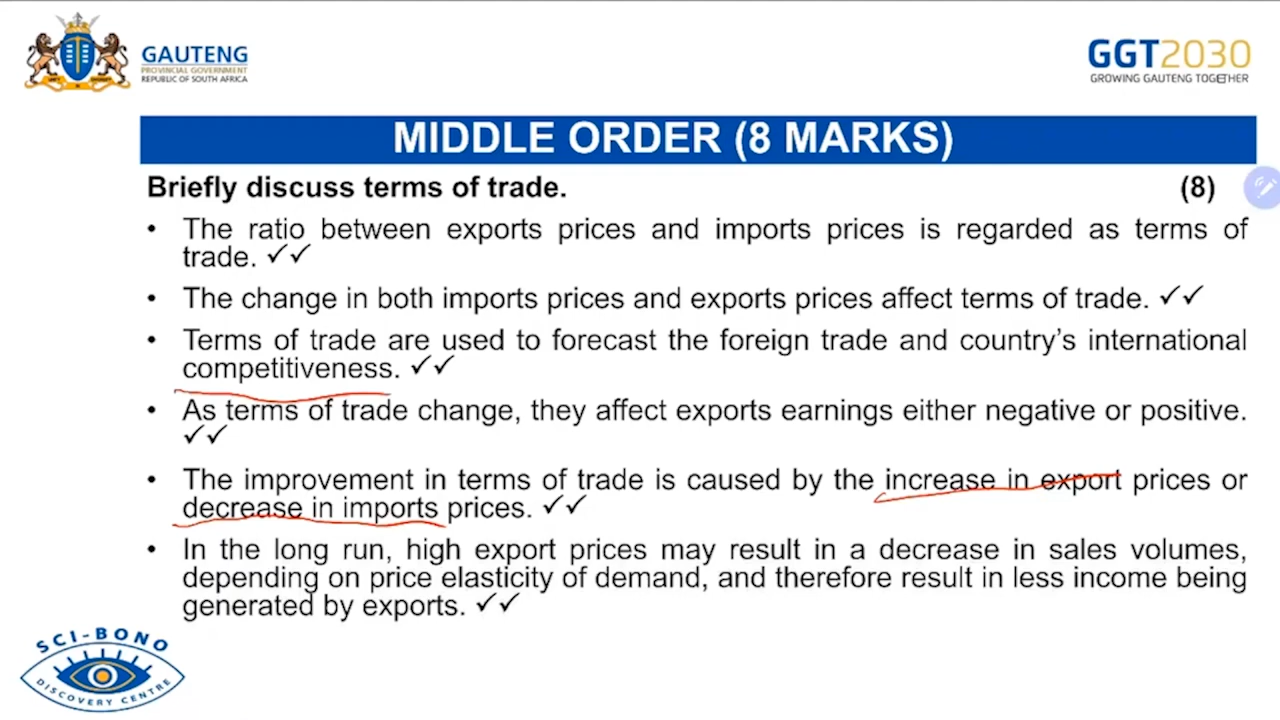 GAUTENG
PROVINCIAL GOVERNMENT
REPUBLIC OF SOUTH AFRICA
GGT2030
GROWING GAUTENG TOGETHER
MIDDLE ORDER (8 MARKS)
Briefly discuss terms of trade. (8)
• The ratio between exports prices and imports prices is regarded as terms of
trade. ✓✓
• The change in both imports prices and exports prices affect terms of trade. ✓✓
• Terms of trade are used to forecast the foreign trade and country's international
competitiveness. ✓✓
• As terms of trade change, they affect exports earnings either negative or positive.
✓✓
• The improvement in terms of trade is caused by the increase in export prices or
decrease in imports prices. ✓✓
• In the long run, high export prices may result in a decrease in sales volumes,
depending on price elasticity of demand, and therefore result in less income being
generated by exports. ✓✓
SCI-BONO
DISCOVERY CENTRE